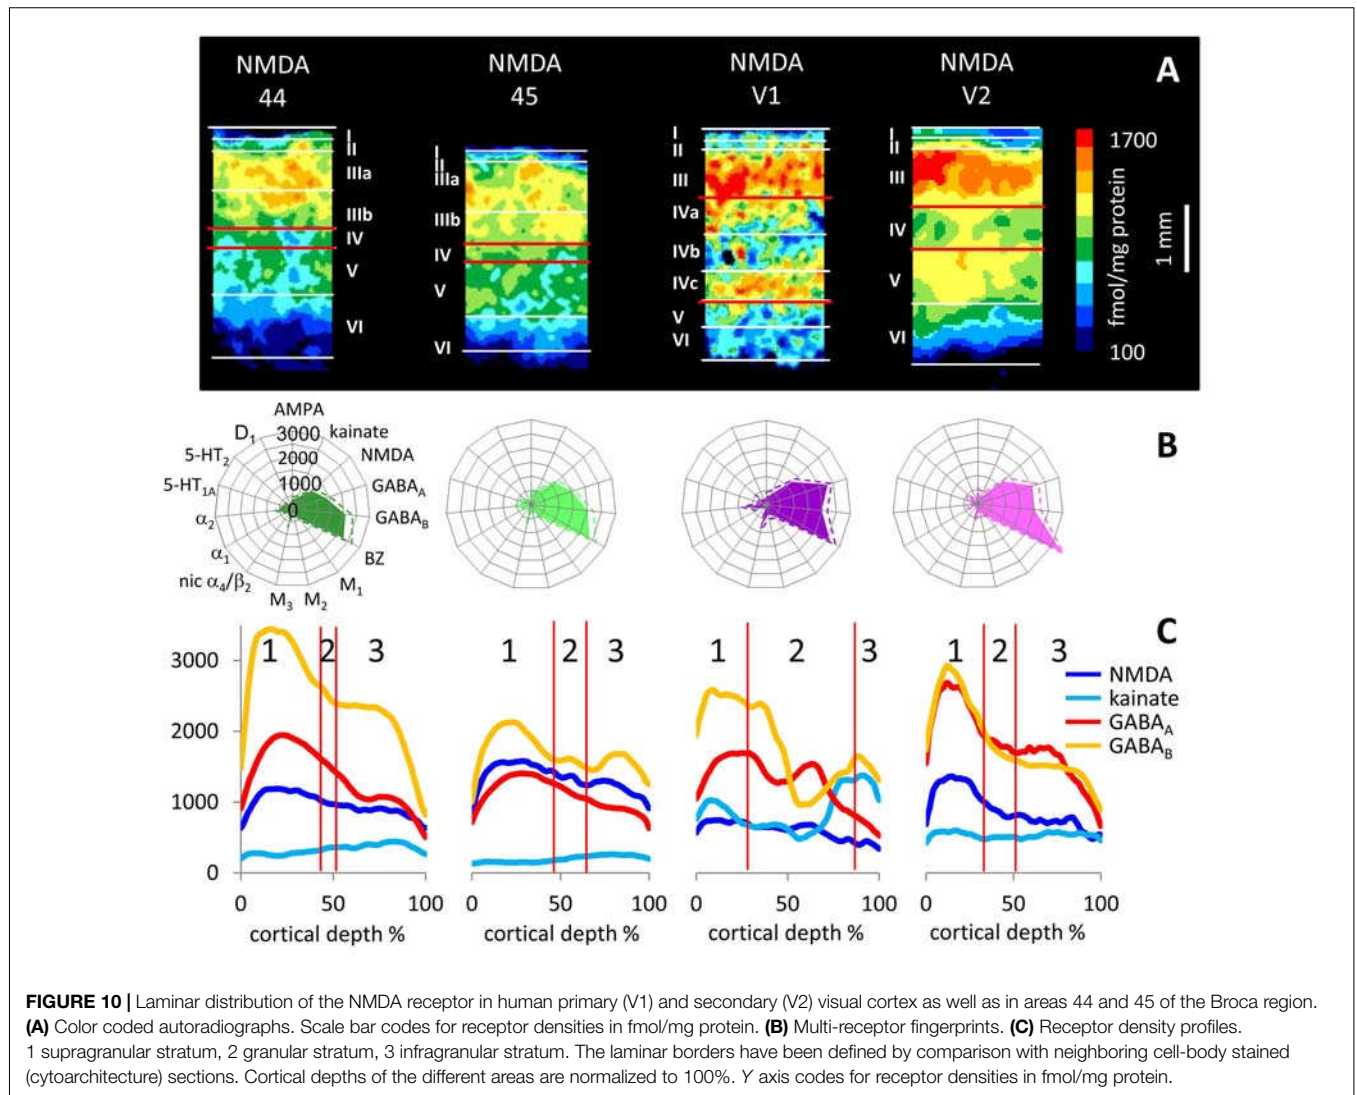 NMDA
44
NMDA
45
NMDA
V1
NMDA
V2
A
I
II
IIIa
IIIb
IV
V
VI
I
II
IIIa
IIIb
IV
V
VI
I
II
III
IVa
IVb
IVc
V
VI
I
II
III
IV
V
VI
1700
100
fmol/mg protein
1 mm
B
AMPA
kainate
NMDA
GABA_A
GABA_B
BZ
M₁
M₂
M₃
nic α₄/β₂
α₁
α₂
5-HT₁A
5-HT₂
D₁
3000
2000
1000
0
C
1 2 3
1 2 3
1 2 3
1 2 3
NMDA
kainate
GABA_A
GABA_B
3000
2000
1000
0
0 50 100
0 50 100
0 50 100
0 50 100
cortical depth %
cortical depth %
cortical depth %
cortical depth %
FIGURE 10 | Laminar distribution of the NMDA receptor in human primary (V1) and secondary (V2) visual cortex as well as in areas 44 and 45 of the Broca region.
(A) Color coded autoradiographs. Scale bar codes for receptor densities in fmol/mg protein. (B) Multi-receptor fingerprints. (C) Receptor density profiles.
1 supragranular stratum, 2 granular stratum, 3 infragranular stratum. The laminar borders have been defined by comparison with neighboring cell-body stained
(cytoarchitecture) sections. Cortical depths of the different areas are normalized to 100%. Y axis codes for receptor densities in fmol/mg protein.